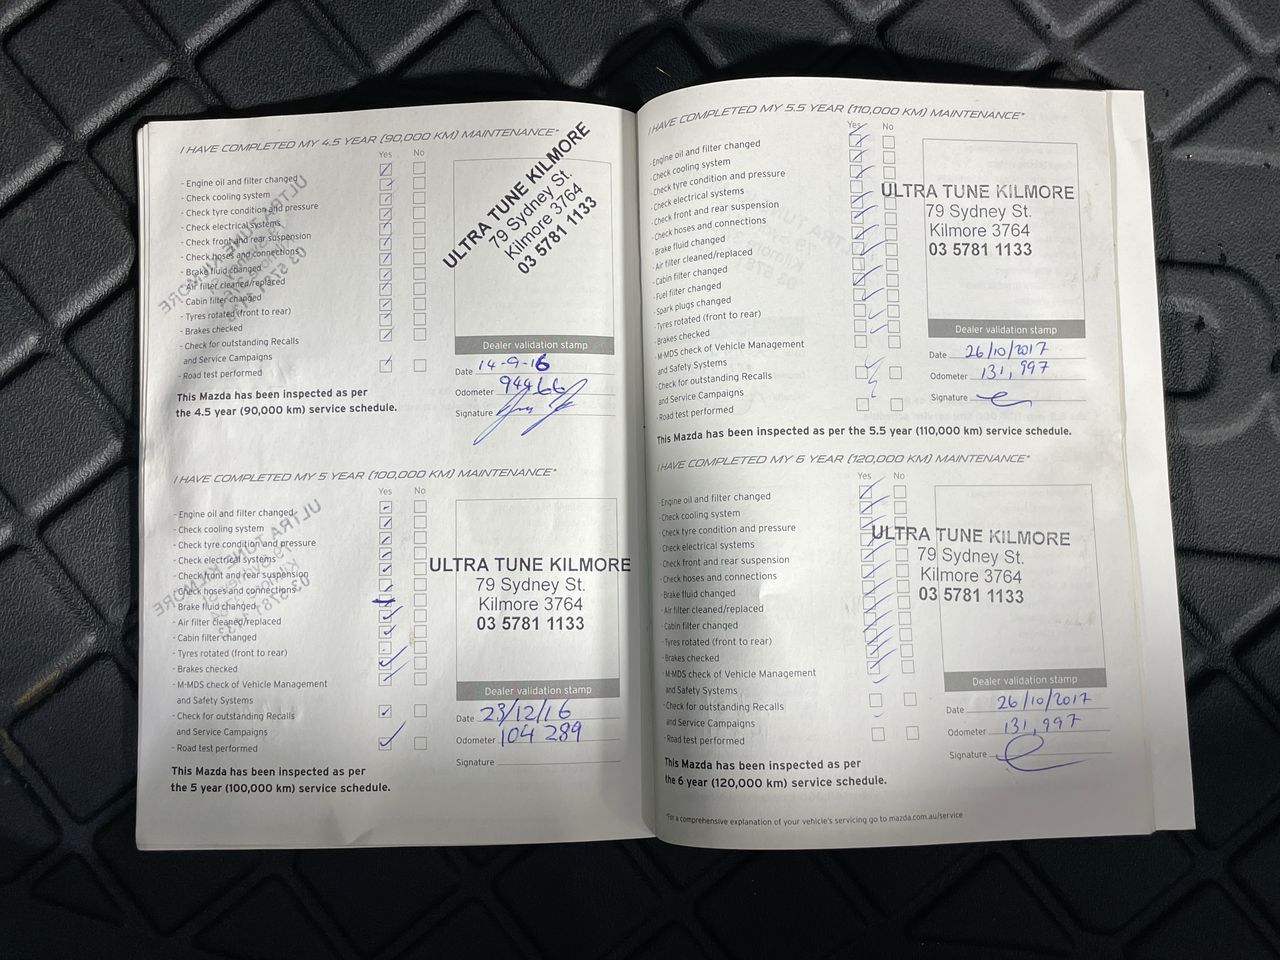 I HAVE COMPLETED MY 4.5 YEAR (90,000 KM) MAINTENANCE*
Yes No
- Engine oil and filter changed
- Check cooling system
- Check tyre condition and pressure
- Check electrical systems
- Check front and rear suspension
- Check hoses and connections
- Brake fluid changed
- Air filter cleaned/replaced
- Cabin filter changed
- Tyres rotated (front to rear)
- Brakes checked
- Check for outstanding Recalls
and Service Campaigns
- Road test performed
This Mazda has been inspected as per
the 4.5 year (90,000 km) service schedule.
ULTRA TUNE KILMORE
79 Sydney St.
Kilmore 3764
03 5781 1133
Dealer validation stamp
Date 14-9-16
Odometer 94466
Signature
I HAVE COMPLETED MY 5 YEAR (100,000 KM) MAINTENANCE*
Yes No
- Engine oil and filter changed
- Check cooling system
- Check tyre condition and pressure
- Check electrical systems
- Check front and rear suspension
- Check hoses and connections
- Brake fluid changed
- Air filter cleaned/replaced
- Cabin filter changed
- Tyres rotated (front to rear)
- Brakes checked
- M-MDS check of Vehicle Management
and Safety Systems
- Check for outstanding Recalls
and Service Campaigns
- Road test performed
This Mazda has been inspected as per
the 5 year (100,000 km) service schedule.
ULTRA TUNE KILMORE
79 Sydney St.
Kilmore 3764
03 5781 1133
Dealer validation stamp
Date 23/12/16
Odometer 104 289
Signature
I HAVE COMPLETED MY 5.5 YEAR (110,000 KM) MAINTENANCE*
Yes No
- Engine oil and filter changed
- Check cooling system
- Check tyre condition and pressure
- Check electrical systems
- Check front and rear suspension
- Check hoses and connections
- Brake fluid changed
- Air filter cleaned/replaced
- Cabin filter changed
- Fuel filter changed
- Spark plugs changed
- Tyres rotated (front to rear)
- Brakes checked
- M-MDS check of Vehicle Management
and Safety Systems
- Check for outstanding Recalls
and Service Campaigns
- Road test performed
This Mazda has been inspected as per the 5.5 year (110,000 km) service schedule.
ULTRA TUNE KILMORE
79 Sydney St.
Kilmore 3764
03 5781 1133
Dealer validation stamp
Date 26/10/2017
Odometer 131,997
Signature
I HAVE COMPLETED MY 6 YEAR (120,000 KM) MAINTENANCE*
Yes No
- Engine oil and filter changed
- Check cooling system
- Check tyre condition and pressure
- Check electrical systems
- Check front and rear suspension
- Check hoses and connections
- Brake fluid changed
- Air filter cleaned/replaced
- Cabin filter changed
- Tyres rotated (front to rear)
- Brakes checked
- M-MDS check of Vehicle Management
and Safety Systems
- Check for outstanding Recalls
and Service Campaigns
- Road test performed
This Mazda has been inspected as per
the 6 year (120,000 km) service schedule.
ULTRA TUNE KILMORE
79 Sydney St.
Kilmore 3764
03 5781 1133
Dealer validation stamp
Date 26/10/2017
Odometer 131,997
Signature
*For a comprehensive explanation of your vehicle's servicing go to mazda.com.au/service